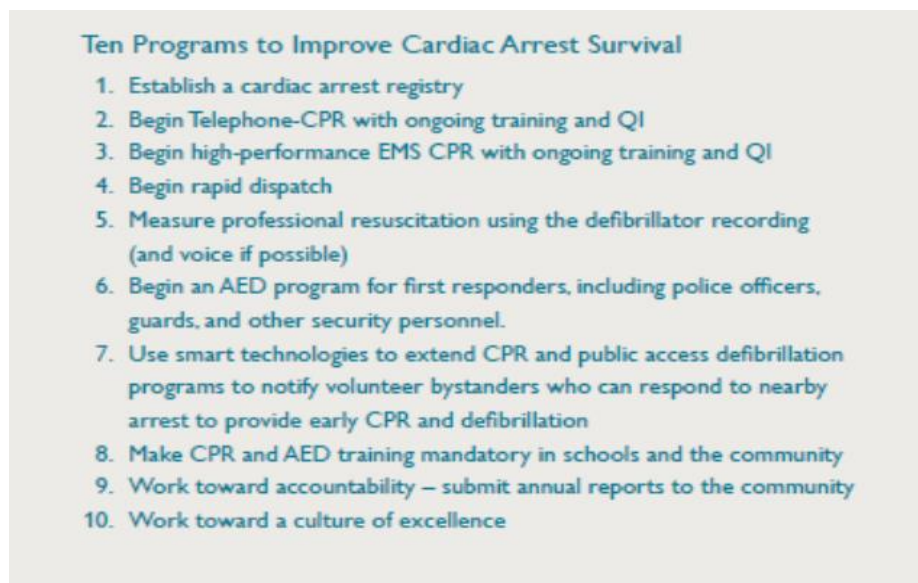 Ten Programs to Improve Cardiac Arrest Survival
1. Establish a cardiac arrest registry
2. Begin Telephone-CPR with ongoing training and QI
3. Begin high-performance EMS CPR with ongoing training and QI
4. Begin rapid dispatch
5. Measure professional resuscitation using the defibrillator recording
(and voice if possible)
6. Begin an AED program for first responders, including police officers,
guards, and other security personnel.
7. Use smart technologies to extend CPR and public access defibrillation
programs to notify volunteer bystanders who can respond to nearby
arrest to provide early CPR and defibrillation
8. Make CPR and AED training mandatory in schools and the community
9. Work toward accountability – submit annual reports to the community
10. Work toward a culture of excellence